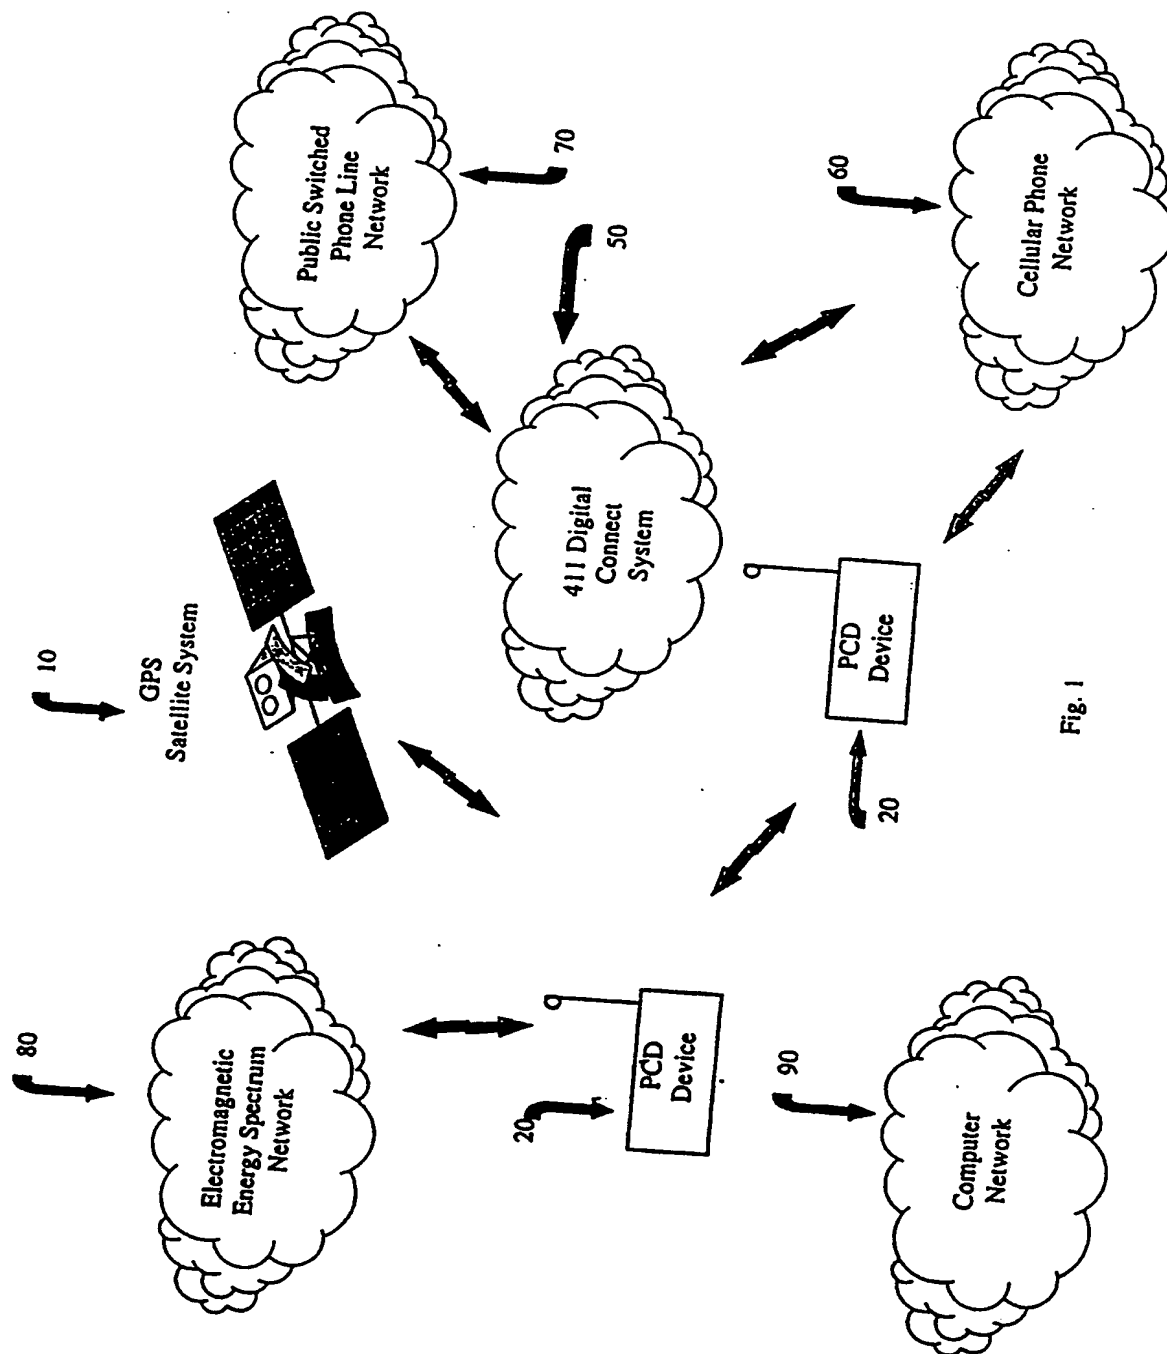 80
Electromagnetic
Energy Spectrum
Network
10
GPS
Satellite System
Public Switched
Phone Line
Network
70
50
411 Digital
Connect
System
20
PCD
Device
20
PCD
Device
60
Cellular Phone
Network
90
Computer
Network
Fig. 1